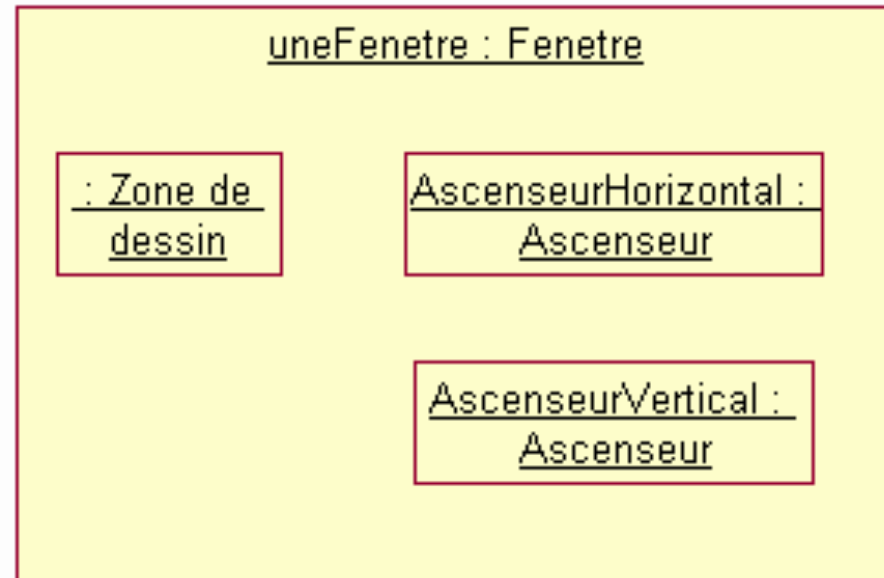 uneFenetre : Fenetre
: Zone de
dessin
AscenseurHorizontal :
Ascenseur
AscenseurVertical :
Ascenseur